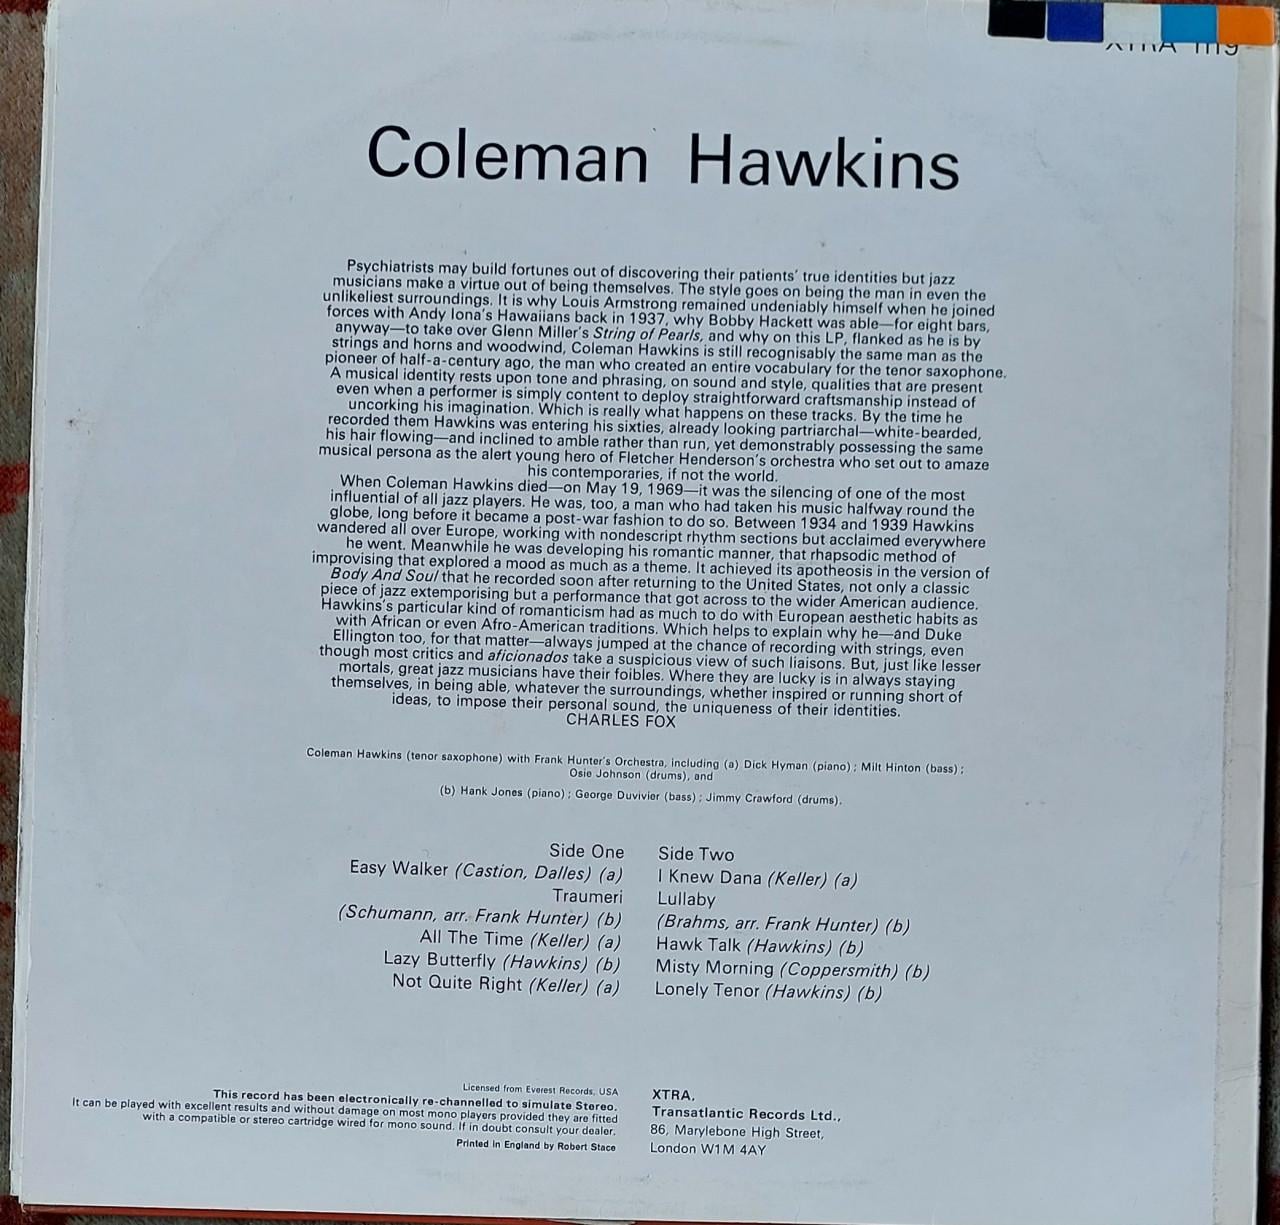 XTRA 1119
Coleman Hawkins
Psychiatrists may build fortunes out of discovering their patients' true identities but jazz
musicians make a virtue out of being themselves. The style goes on being the man in even the
unlikeliest surroundings. It is why Louis Armstrong remained undeniably himself when he joined
forces with Andy Iona's Hawaiians back in 1937, why Bobby Hackett was able—for eight bars,
anyway—to take over Glenn Miller's String of Pearls, and why on this LP, flanked as he is by
strings and horns and woodwind, Coleman Hawkins is still recognisably the same man as the
pioneer of half-a-century ago, the man who created an entire vocabulary for the tenor saxophone.
A musical identity rests upon tone and phrasing, on sound and style, qualities that are present
even when a performer is simply content to deploy straightforward craftsmanship instead of
uncorking his imagination. Which is really what happens on these tracks. By the time he
recorded them Hawkins was entering his sixties, already looking partriarchal—white-bearded,
his hair flowing—and inclined to amble rather than run, yet demonstrably possessing the same
musical persona as the alert young hero of Fletcher Henderson's orchestra who set out to amaze
his contemporaries, if not the world.
When Coleman Hawkins died—on May 19, 1969—it was the silencing of one of the most
influential of all jazz players. He was, too, a man who had taken his music halfway round the
globe, long before it became a post-war fashion to do so. Between 1934 and 1939 Hawkins
wandered all over Europe, working with nondescript rhythm sections but acclaimed everywhere
he went. Meanwhile he was developing his romantic manner, that rhapsodic method of
improvising that explored a mood as much as a theme. It achieved its apotheosis in the version of
Body And Soul that he recorded soon after returning to the United States, not only a classic
piece of jazz extemporising but a performance that got across to the wider American audience.
Hawkins's particular kind of romanticism had as much to do with European aesthetic habits as
with African or even Afro-American traditions. Which helps to explain why he—and Duke
Ellington too, for that matter—always jumped at the chance of recording with strings, even
though most critics and aficionados take a suspicious view of such liaisons. But, just like lesser
mortals, great jazz musicians have their foibles. Where they are lucky is in always staying
themselves, in being able, whatever the surroundings, whether inspired or running short of
ideas, to impose their personal sound, the uniqueness of their identities.
CHARLES FOX
Coleman Hawkins (tenor saxophone) with Frank Hunter's Orchestra, including (a) Dick Hyman (piano) ; Milt Hinton (bass) ;
Osie Johnson (drums), and
(b) Hank Jones (piano) ; George Duvivier (bass) ; Jimmy Crawford (drums).
Side One
Easy Walker (Castion, Dalles) (a)
Traumeri
(Schumann, arr. Frank Hunter) (b)
All The Time (Keller) (a)
Lazy Butterfly (Hawkins) (b)
Not Quite Right (Keller) (a)
Side Two
I Knew Dana (Keller) (a)
Lullaby
(Brahms, arr. Frank Hunter) (b)
Hawk Talk (Hawkins) (b)
Misty Morning (Coppersmith) (b)
Lonely Tenor (Hawkins) (b)
Licensed from Everest Records, USA
This record has been electronically re-channelled to simulate Stereo.
It can be played with excellent results and without damage on most mono players provided they are fitted
with a compatible or stereo cartridge wired for mono sound. If in doubt consult your dealer.
Printed in England by Robert Stace
XTRA,
Transatlantic Records Ltd.,
86, Marylebone High Street,
London W1M 4AY